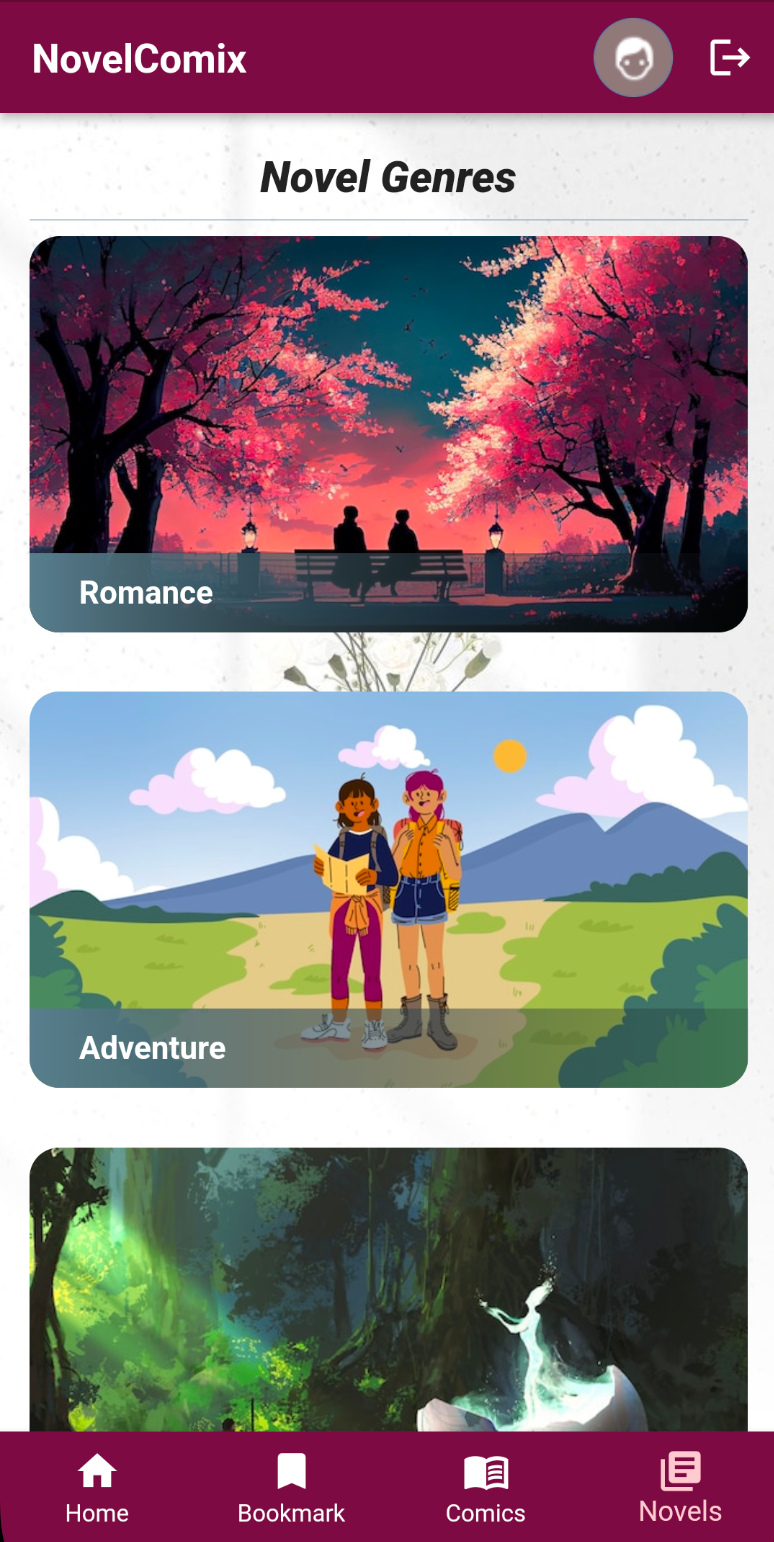 NovelComix
Novel Genres
Romance
Adventure
Home
Bookmark
Comics
Novels